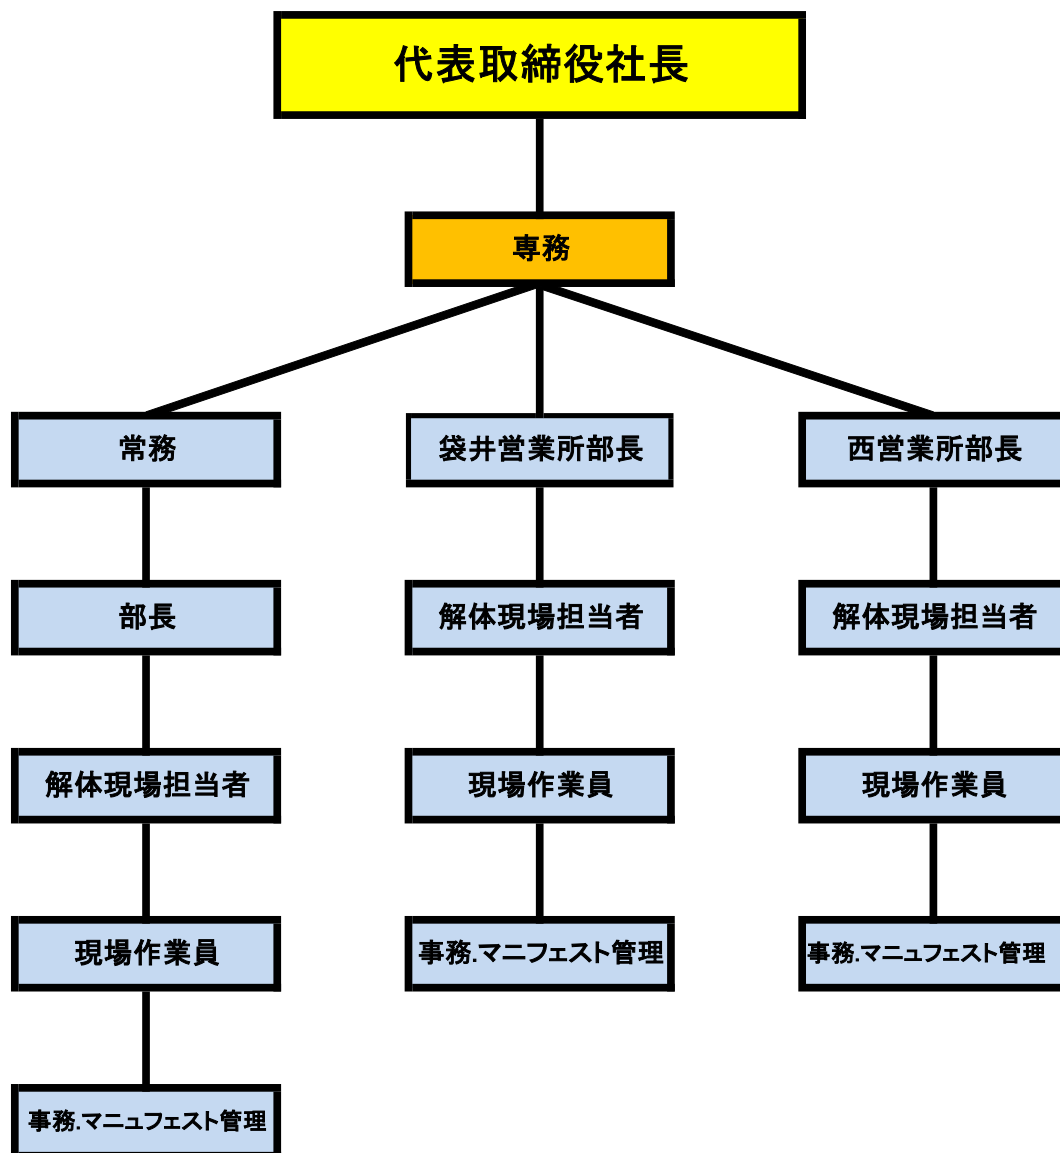 代表取締役社長
専務
常務
袋井営業所部長
西営業所部長
部長
解体現場担当者
解体現場担当者
解体現場担当者
現場作業員
現場作業員
現場作業員
事務.マニフェスト管理
事務.マニュフェスト管理
事務.マニュフェスト管理